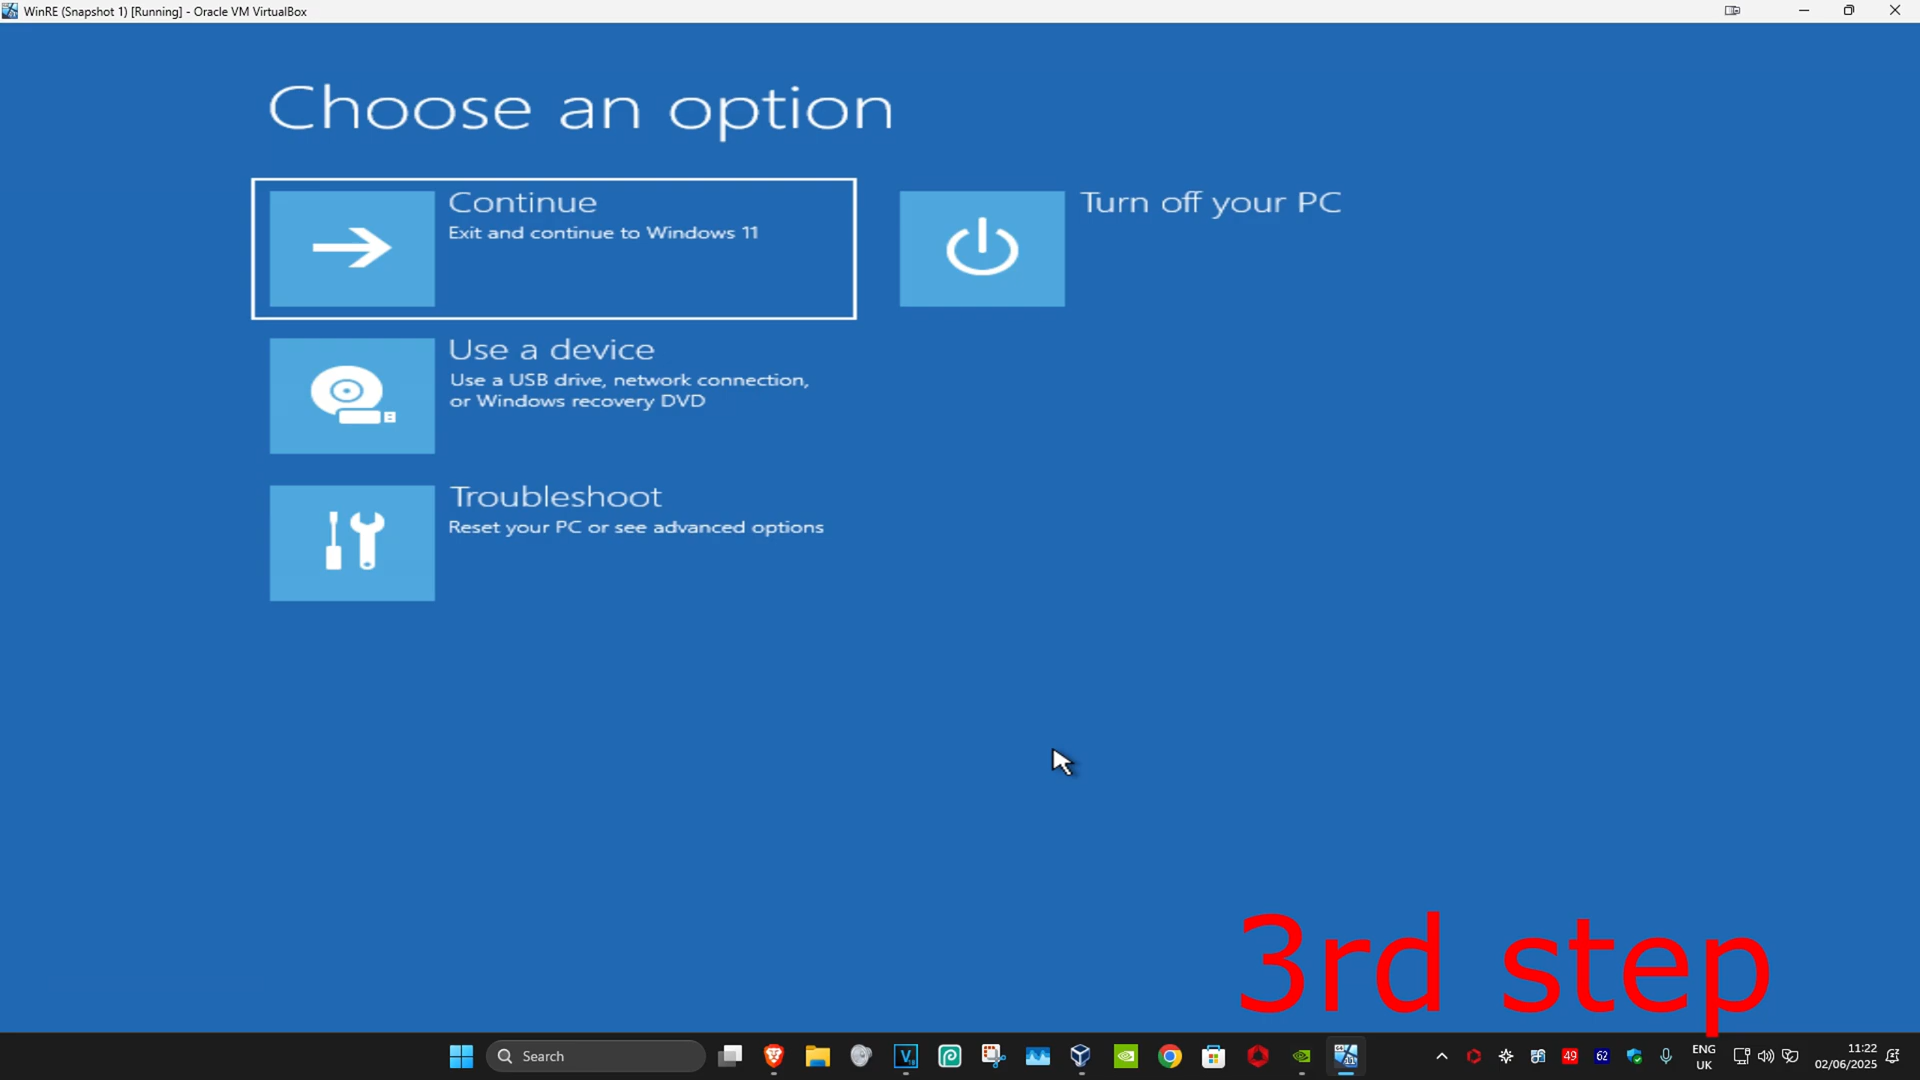 WinRE (Snapshot 1) [Running] - Oracle VM VirtualBox
Choose an option
Continue
Exit and continue to Windows 11
Turn off your PC
Use a device
Use a USB drive, network connection,
or Windows recovery DVD
Troubleshoot
Reset your PC or see advanced options
3rd step
Search
49
62
ENG
UK
11:22
02/06/2025